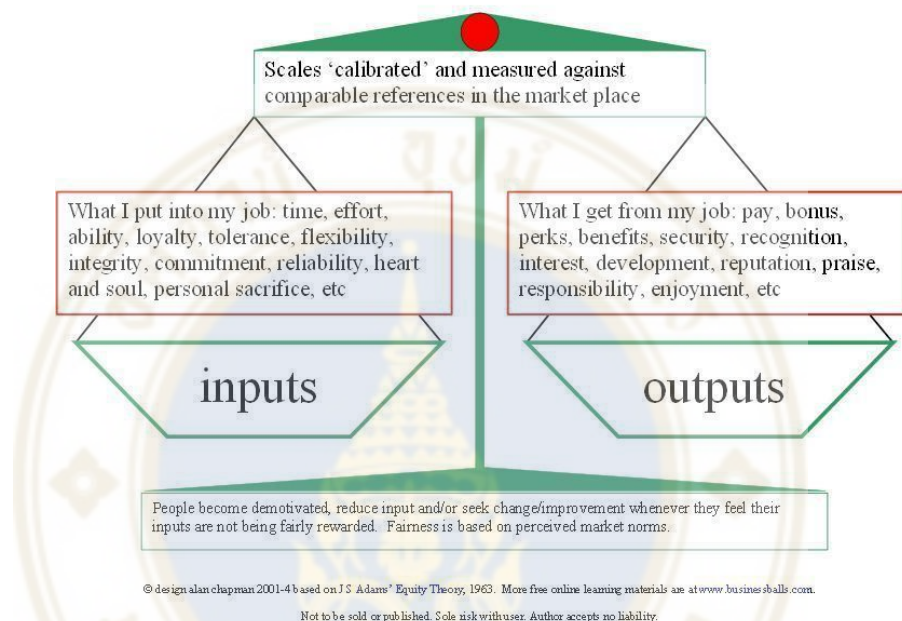 Scales ‘calibrated’ and measured against
comparable references in the market place
What I put into my job: time, effort,
ability, loyalty, tolerance, flexibility,
integrity, commitment, reliability, heart
and soul, personal sacrifice, etc
What I get from my job: pay, bonus,
perks, benefits, security, recognition,
interest, development, reputation, praise,
responsibility, enjoyment, etc
inputs
outputs
People become demotivated, reduce input and/or seek change/improvement whenever they feel their
inputs are not being fairly rewarded. Fairness is based on perceived market norms.
© design alan chapman 2001-4 based on J S Adams’ Equity Theory, 1963. More free online learning materials are at www.businessballs.com.
Not to be sold or published. Sole risk with user. Author accepts no liability.